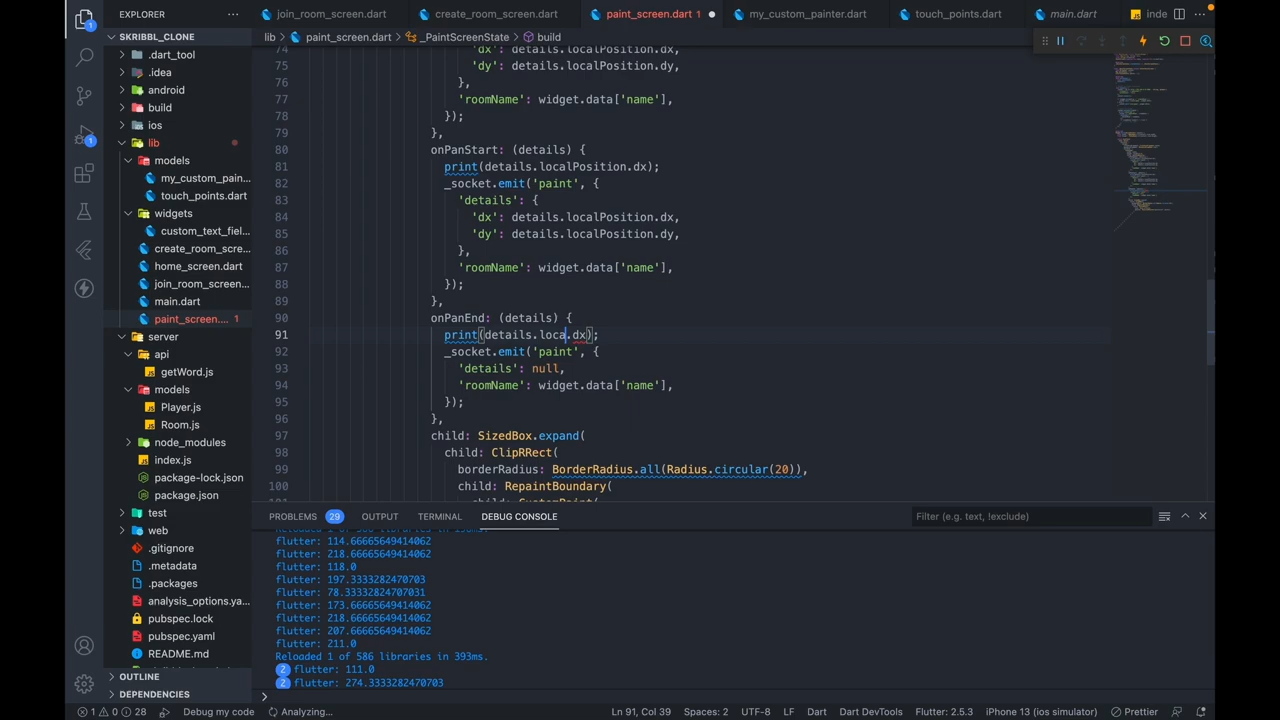 EXPLORER
join_room_screen.dart
create_room_screen.dart
paint_screen.dart 1
my_custom_painter.dart
touch_points.dart
main.dart
inde
SKRIBBL_CLONE
.dart_tool
.idea
android
build
ios
lib
models
my_custom_pain...
touch_points.dart
widgets
custom_text_fiel...
create_room_scre...
home_screen.dart
join_room_screen...
main.dart
paint_screen.... 1
server
api
getWord.js
models
Player.js
Room.js
node_modules
index.js
package-lock.json
package.json
test
web
.gitignore
.metadata
.packages
analysis_options.ya...
pubspec.lock
pubspec.yaml
README.md
OUTLINE
DEPENDENCIES
lib > paint_screen.dart > _PaintScreenState > build
74 'dx': details.localPosition.dx,
75 'dy': details.localPosition.dy,
76 },
77 'roomName': widget.data['name'],
78 });
79 },
80 onPanStart: (details) {
81 print(details.localPosition.dx);
82 _socket.emit('paint', {
83 'details': {
84 'dx': details.localPosition.dx,
85 'dy': details.localPosition.dy,
86 },
87 'roomName': widget.data['name'],
88 });
89 },
90 onPanEnd: (details) {
91 print(details.loca.dx);
92 _socket.emit('paint', {
93 'details': null,
94 'roomName': widget.data['name'],
95 });
96 },
97 child: SizedBox.expand(
98 child: ClipRRect(
99 borderRadius: BorderRadius.all(Radius.circular(20)),
100 child: RepaintBoundary(
101 child: CustomPaint(
PROBLEMS 29 OUTPUT TERMINAL DEBUG CONSOLE
Filter (e.g. text, !exclude)
Reloaded 1 of 586 libraries in 398ms.
flutter: 114.66665649414062
flutter: 218.66665649414062
flutter: 118.0
flutter: 197.3333282470703
flutter: 78.3333282470703​1
flutter: 173.66665649414062
flutter: 218.66665649414062
flutter: 207.66665649414062
flutter: 211.0
Reloaded 1 of 586 libraries in 393ms.
2 flutter: 111.0
2 flutter: 274.3333282470703
1 0 28 Debug my code Analyzing... Ln 91, Col 39 Spaces: 2 UTF-8 LF Dart Dart DevTools Flutter: 2.5.3 iPhone 13 (ios simulator) Prettier